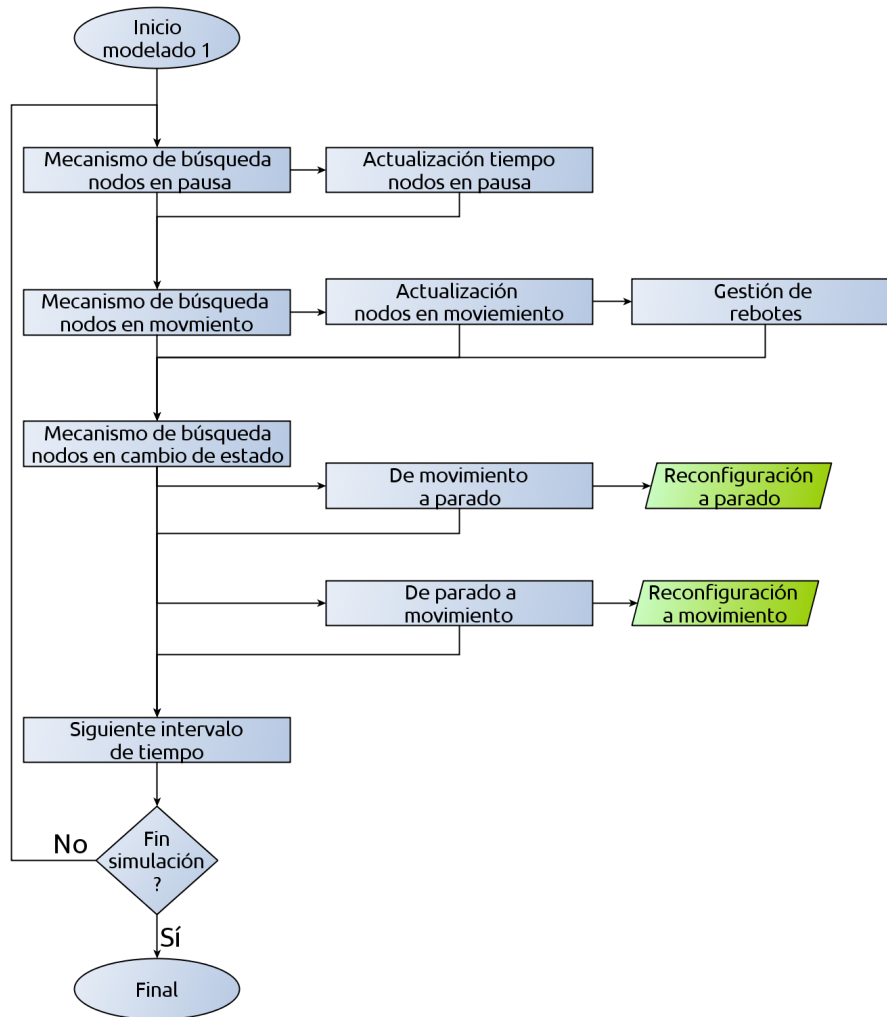 Inicio
modelado 1
Mecanismo de búsqueda
nodos en pausa
Actualización tiempo
nodos en pausa
Mecanismo de búsqueda
nodos en movmiento
Actualización
nodos en moviemiento
Gestión de
rebotes
Mecanismo de búsqueda
nodos en cambio de estado
De movimiento
a parado
Reconfiguración
a parado
De parado a
movimiento
Reconfiguración
a movimiento
Siguiente intervalo
de tiempo
No
Fin
simulación
?
Sí
Final